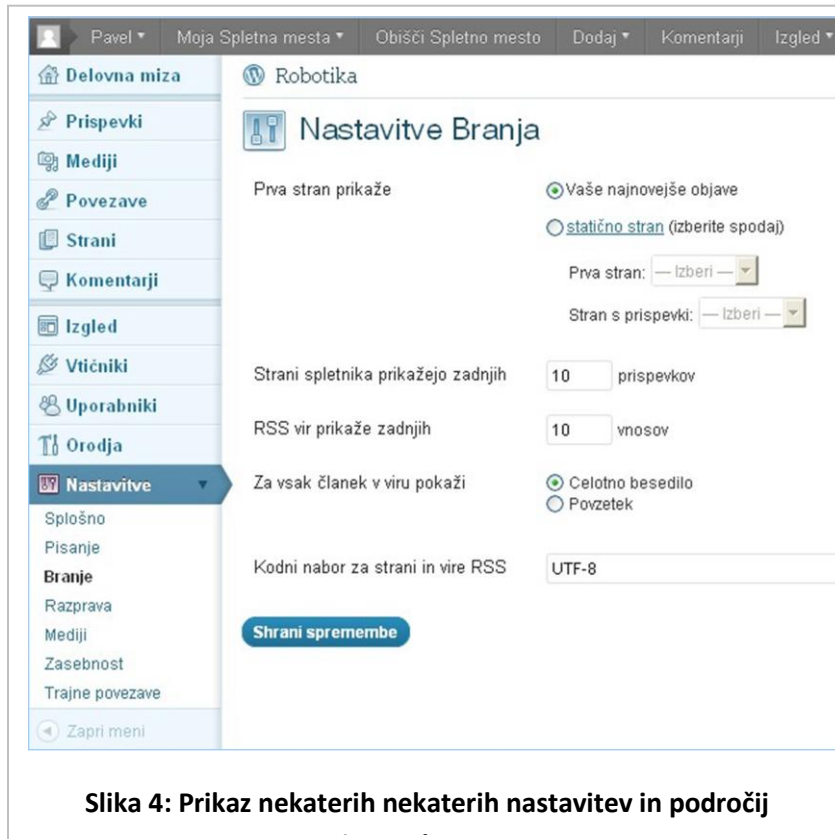 Pavel Moja Spletna mesta Obišči Spletno mesto Dodaj Komentarji Izgled
Delovna miza
Prispevki
Mediji
Povezave
Strani
Komentarji
Izgled
Vtičniki
Uporabniki
Orodja
Nastavitve
Splošno
Pisanje
Branje
Razprava
Mediji
Zasebnost
Trajne povezave
Zapri meni
Robotika
Nastavitve Branja
Prva stran prikaže
Vaše najnovejše objave
statično stran (izberite spodaj)
Prva stran: — Izberi —
Stran s prispevki: — Izberi —
Strani spletnika prikažejo zadnjih 10 prispevkov
RSS vir prikaže zadnjih 10 vnosov
Za vsak članek v viru pokaži
Celotno besedilo
Povzetek
Kodni nabor za strani in vire RSS UTF-8
Shrani spremembe
Slika 4: Prikaz nekaterih nekaterih nastavitev in področij